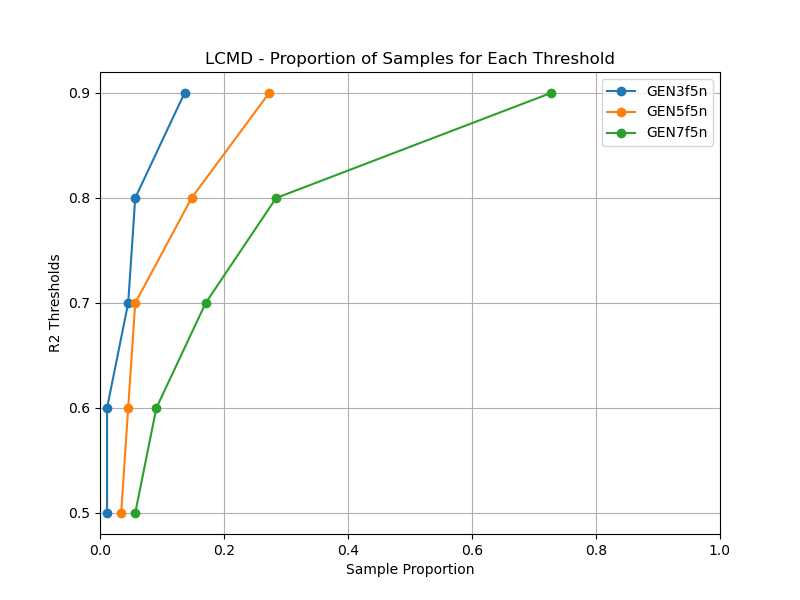 LCMD - Proportion of Samples for Each Threshold
GEN3f5n
GEN5f5n
GEN7f5n
R2 Thresholds
0.9
0.8
0.7
0.6
0.5
0.0 0.2 0.4 0.6 0.8 1.0
Sample Proportion